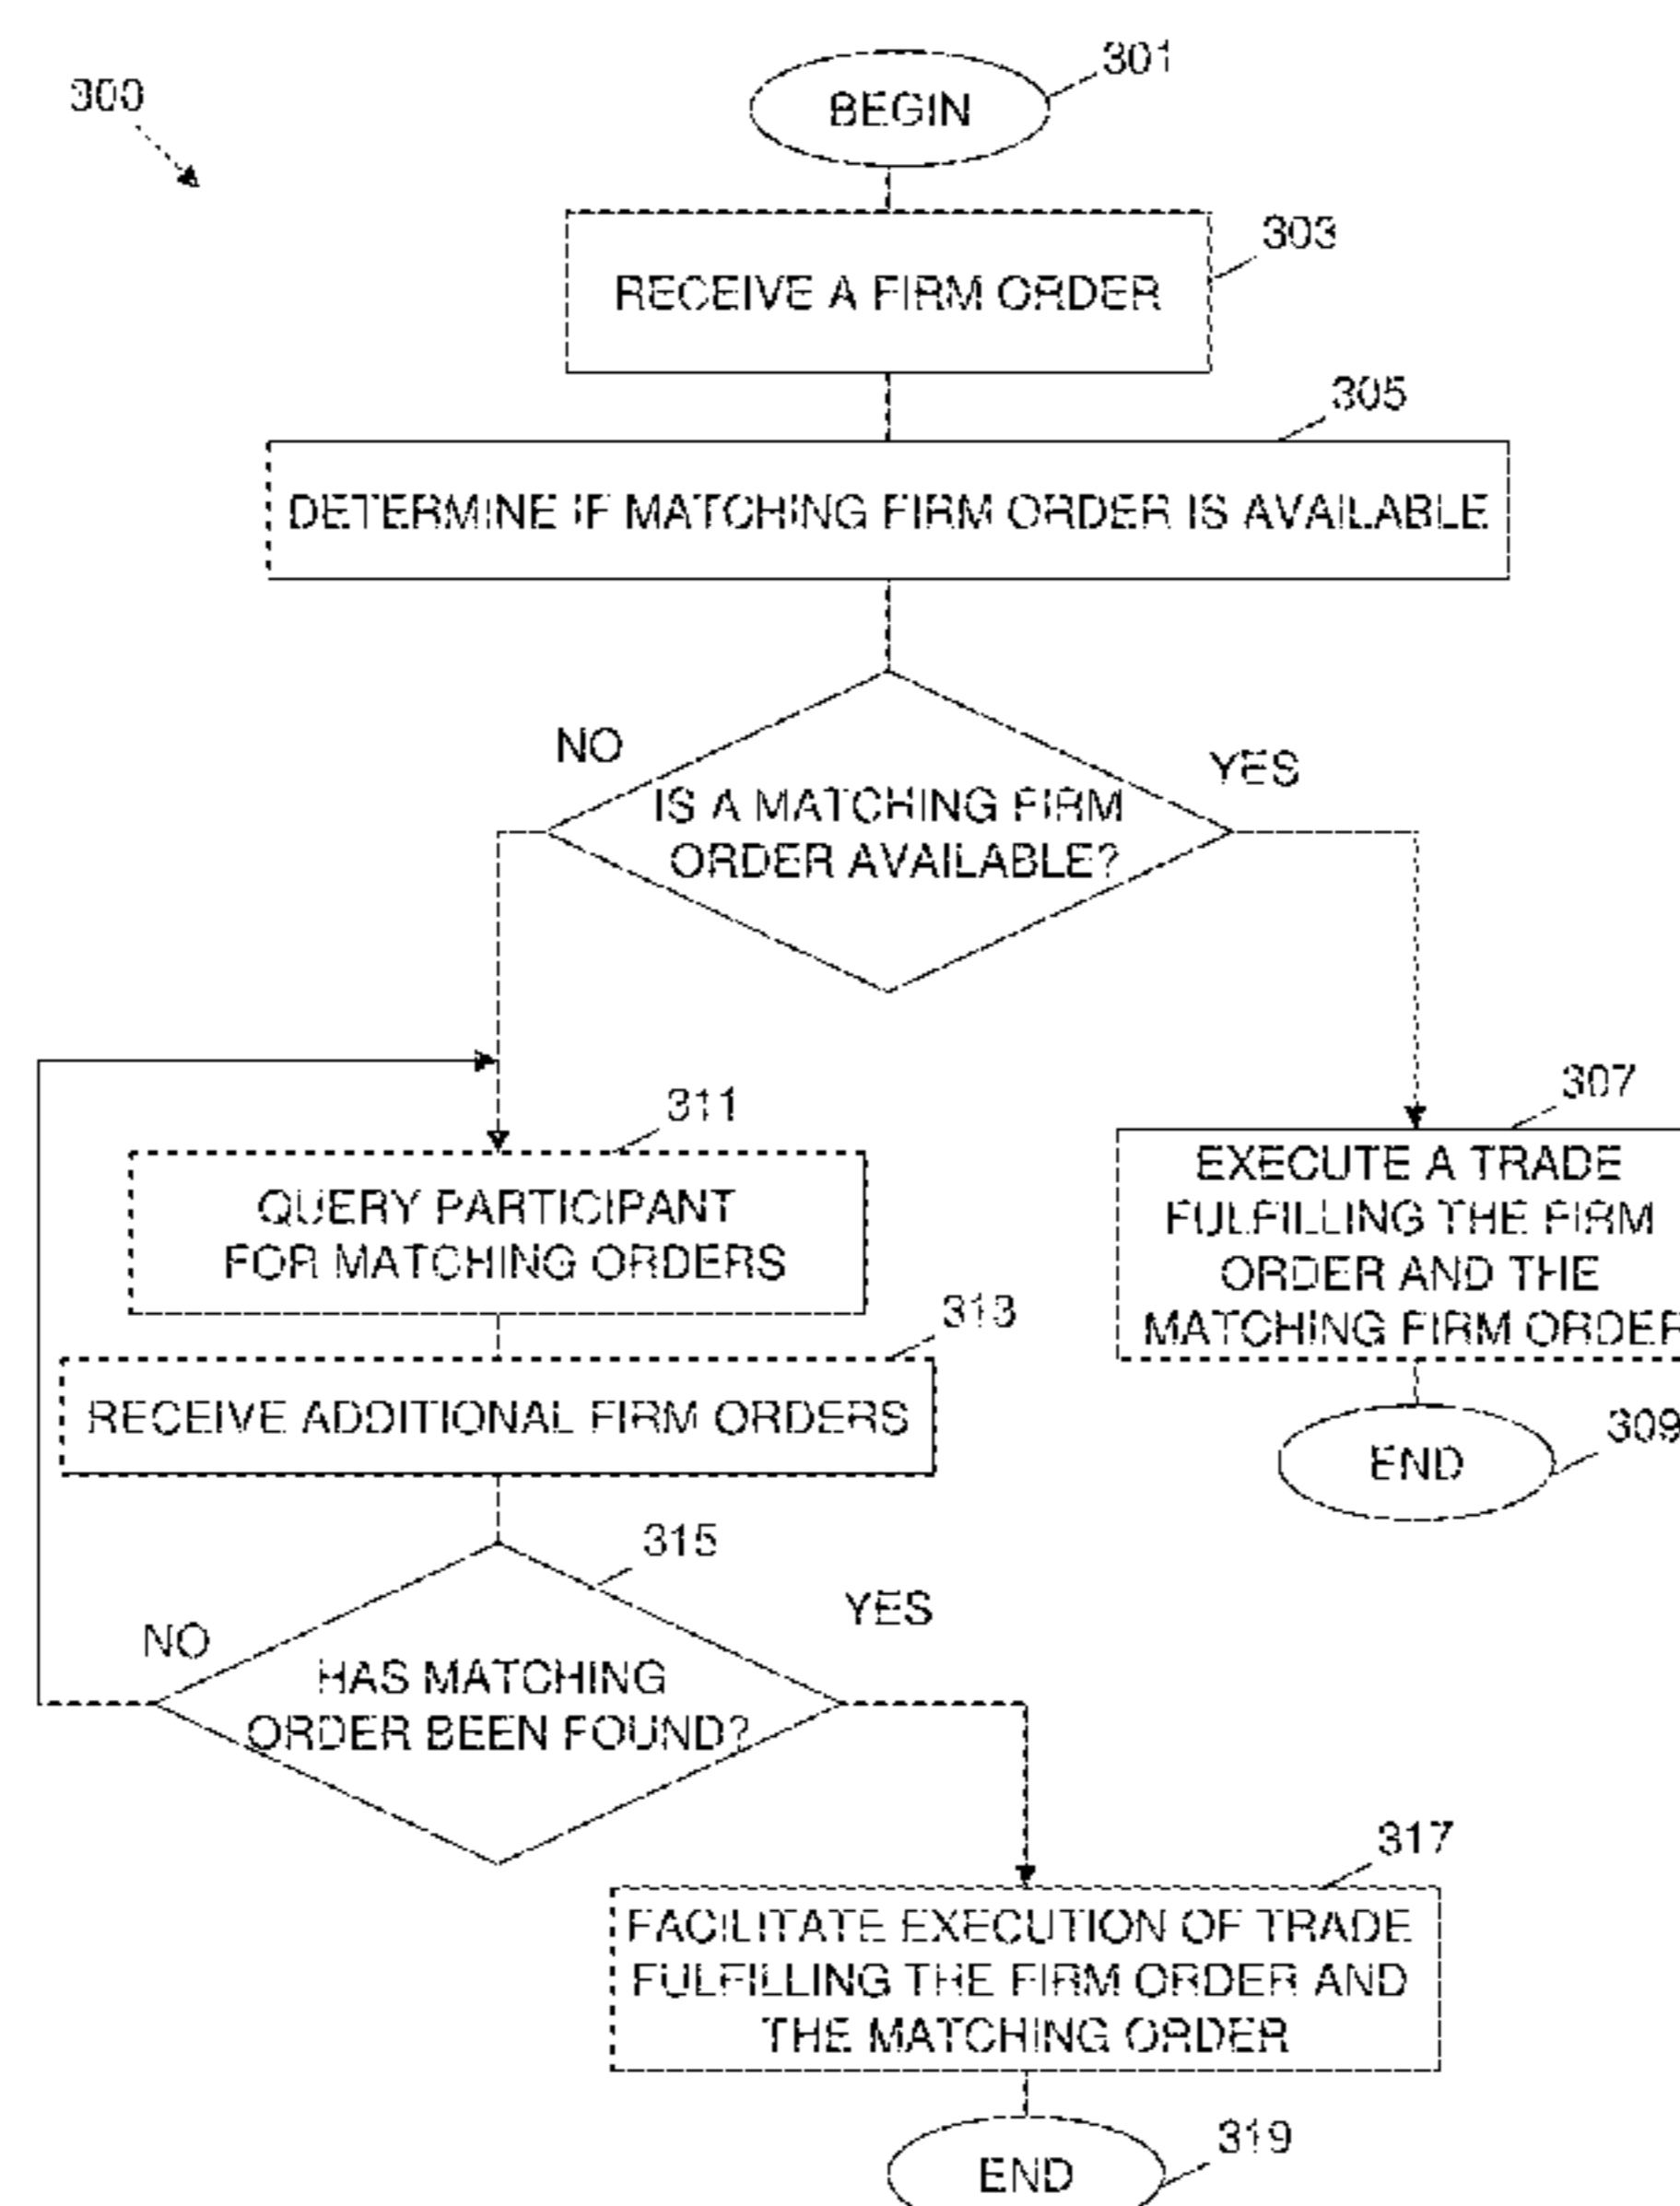 300
BEGIN
301
RECEIVE A FIRM ORDER
303
305
DETERMINE IF MATCHING FIRM ORDER IS AVAILABLE
NO
YES
IS A MATCHING FIRM
ORDER AVAILABLE?
311
QUERY PARTICIPANT
FOR MATCHING ORDERS
307
EXECUTE A TRADE
FULFILLING THE FIRM
ORDER AND THE
MATCHING FIRM ORDER
313
RECEIVE ADDITIONAL FIRM ORDERS
END
309
315
NO
YES
HAS MATCHING
ORDER BEEN FOUND?
317
FACILITATE EXECUTION OF TRADE
FULFILLING THE FIRM ORDER AND
THE MATCHING ORDER
END
319